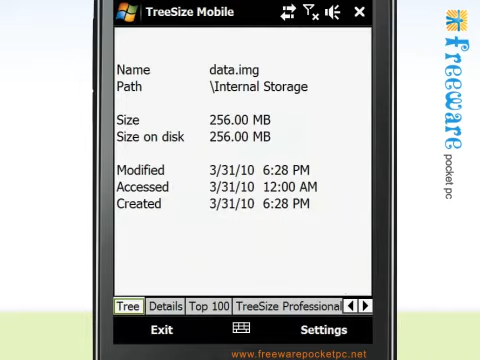 TreeSize Mobile
Name data.img
Path \Internal Storage
Size 256.00 MB
Size on disk 256.00 MB
Modified 3/31/10 6:28 PM
Accessed 3/31/10 12:00 AM
Created 3/31/10 6:28 PM
Tree Details Top 100 TreeSize Professional
Exit Settings
www.freewarepocketpc.net
freeware
pocket pc